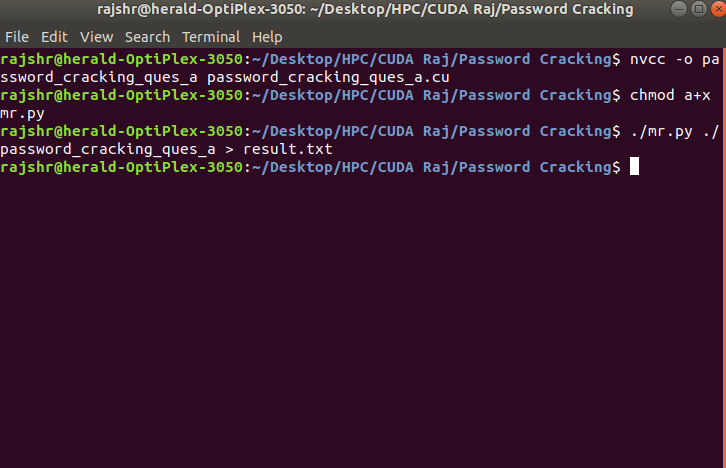 rajshr@herald-OptiPlex-3050: ~/Desktop/HPC/CUDA Raj/Password Cracking
File Edit View Search Terminal Help
rajshr@herald-OptiPlex-3050:~/Desktop/HPC/CUDA Raj/Password Cracking$ nvcc -o pa
ssword_cracking_ques_a password_cracking_ques_a.cu
rajshr@herald-OptiPlex-3050:~/Desktop/HPC/CUDA Raj/Password Cracking$ chmod a+x
mr.py
rajshr@herald-OptiPlex-3050:~/Desktop/HPC/CUDA Raj/Password Cracking$ ./mr.py ./
password_cracking_ques_a > result.txt
rajshr@herald-OptiPlex-3050:~/Desktop/HPC/CUDA Raj/Password Cracking$